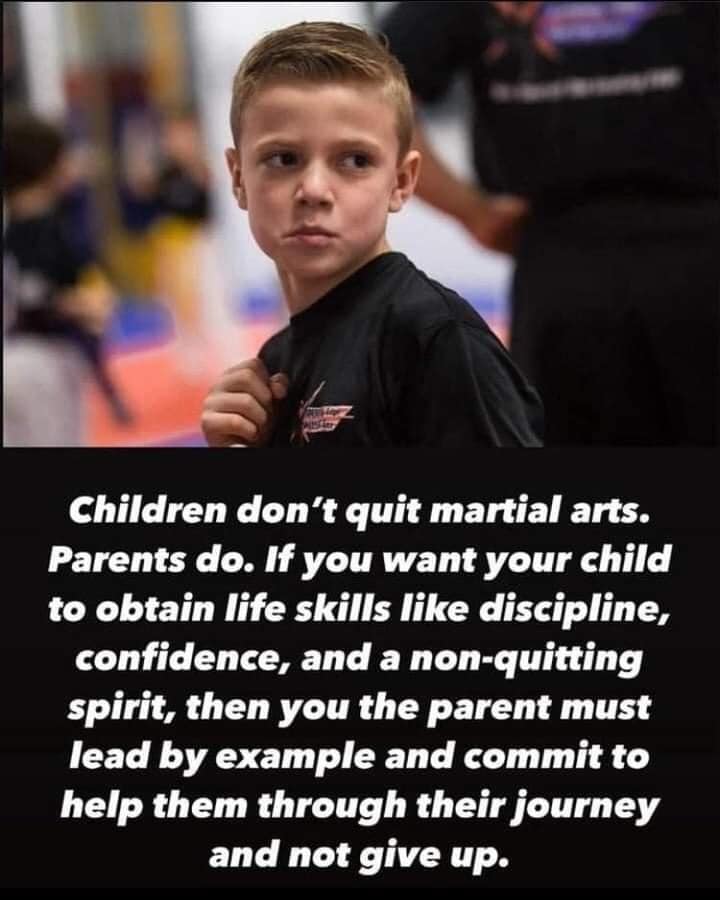 Children don't quit martial arts.
Parents do. If you want your child
to obtain life skills like discipline,
confidence, and a non-quitting
spirit, then you the parent must
lead by example and commit to
help them through their journey
and not give up.